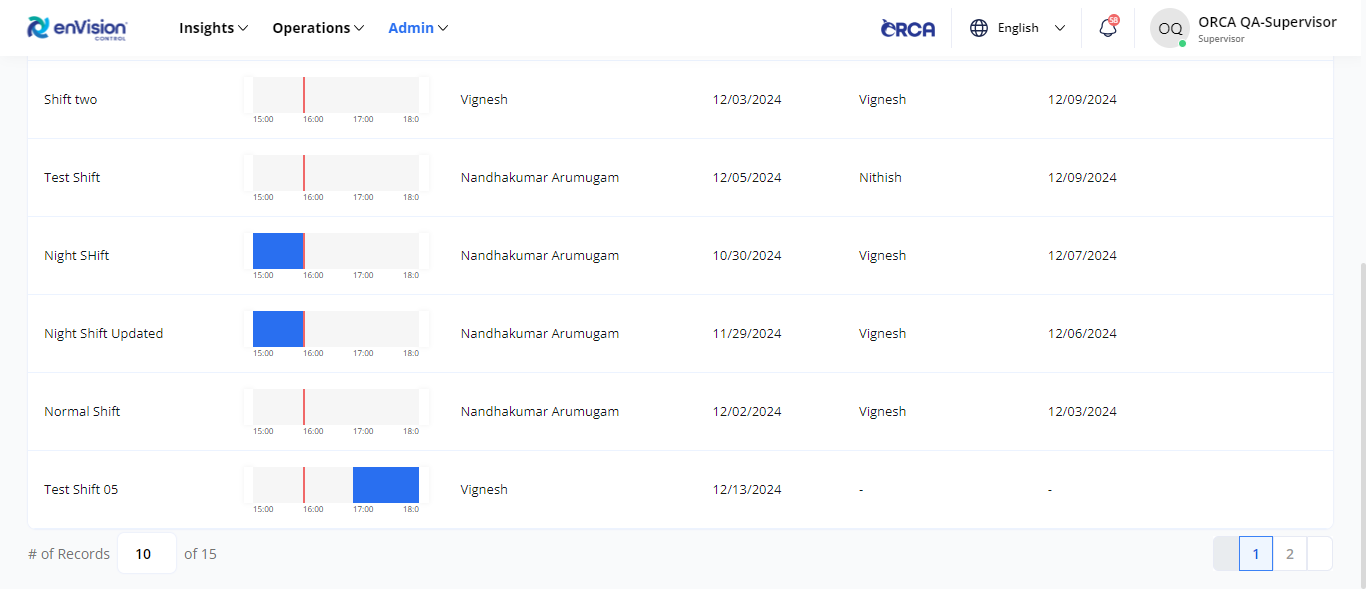 enVision CONTROL Insights Operations Admin ORCA English 58 OQ ORCA QA-Supervisor
Supervisor
Shift two Vignesh 12/03/2024 Vignesh 12/09/2024
15:00 16:00 17:00 18:0
Test Shift Nandhakumar Arumugam 12/05/2024 Nithish 12/09/2024
15:00 16:00 17:00 18:0
Night SHift Nandhakumar Arumugam 10/30/2024 Vignesh 12/07/2024
15:00 16:00 17:00 18:0
Night Shift Updated Nandhakumar Arumugam 11/29/2024 Vignesh 12/06/2024
15:00 16:00 17:00 18:0
Normal Shift Nandhakumar Arumugam 12/02/2024 Vignesh 12/03/2024
15:00 16:00 17:00 18:0
Test Shift 05 Vignesh 12/13/2024 - -
15:00 16:00 17:00 18:0
# of Records 10 of 15 1 2